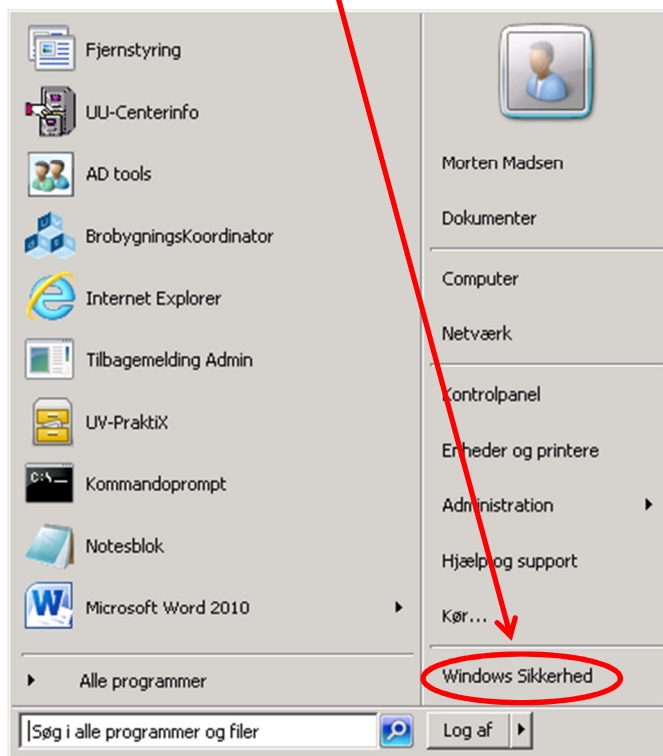 Fjernstyring
UU-Centerinfo
AD tools
BrobygningsKoordinator
Internet Explorer
Tilbagemelding Admin
UV-PraktiX
C:\
Kommandoprompt
Notesblok
Microsoft Word 2010
Alle programmer
Søg i alle programmer og filer
Morten Madsen
Dokumenter
Computer
Netværk
Kontrolpanel
Enheder og printere
Administration
Hjælp og support
Kør...
Windows Sikkerhed
Log af